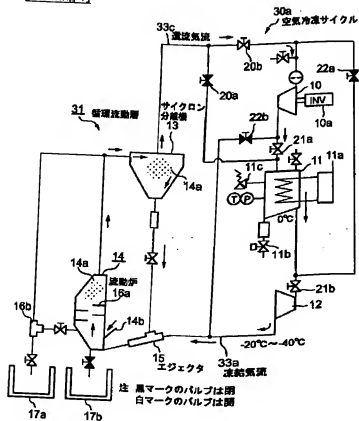 33c
還流気流
30a
空気冷凍サイクル
20b
22a
20a
10
INV
10a
31
循環流動層
サイクロン
分離機
13
22b
21a
14a
11c
11
11a
T P
0℃
14
流動炉
14a
16a
16b
14b
11b
21b
12
15
エジェクタ
33a
凍結気流
-20℃~-40℃
17a
17b
注 黒マークのバルブは閉
白マークのバルブは開